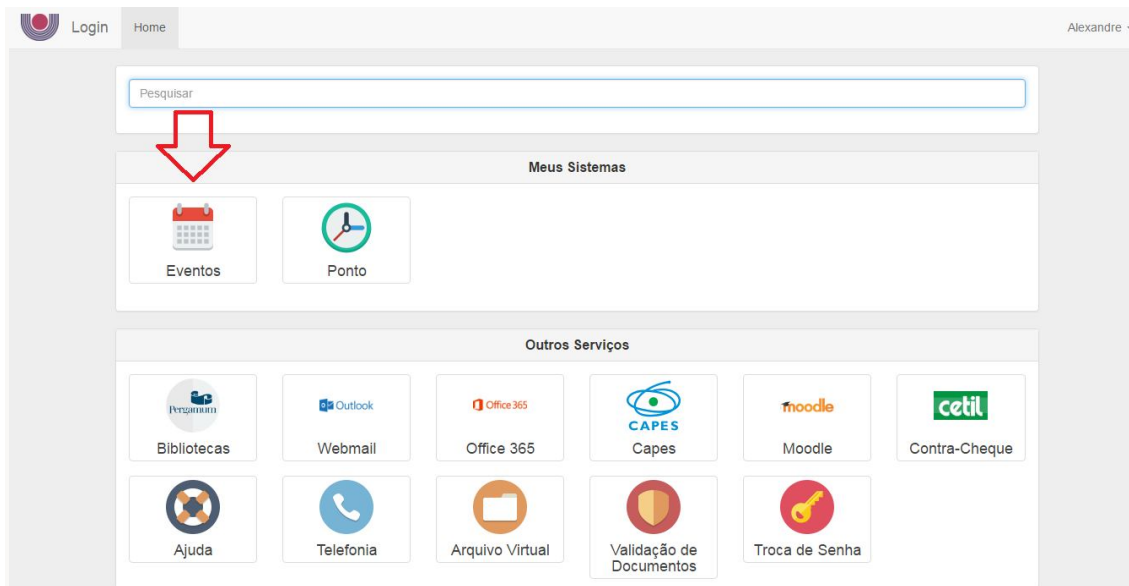 Login Home Alexandre
Pesquisar
Meus Sistemas
Eventos Ponto
Outros Serviços
Pergamum Outlook Office 365 CAPES moodle cetil
Bibliotecas Webmail Office 365 Capes Moodle Contra-Cheque
Ajuda Telefonia Arquivo Virtual Validação de Documentos Troca de Senha